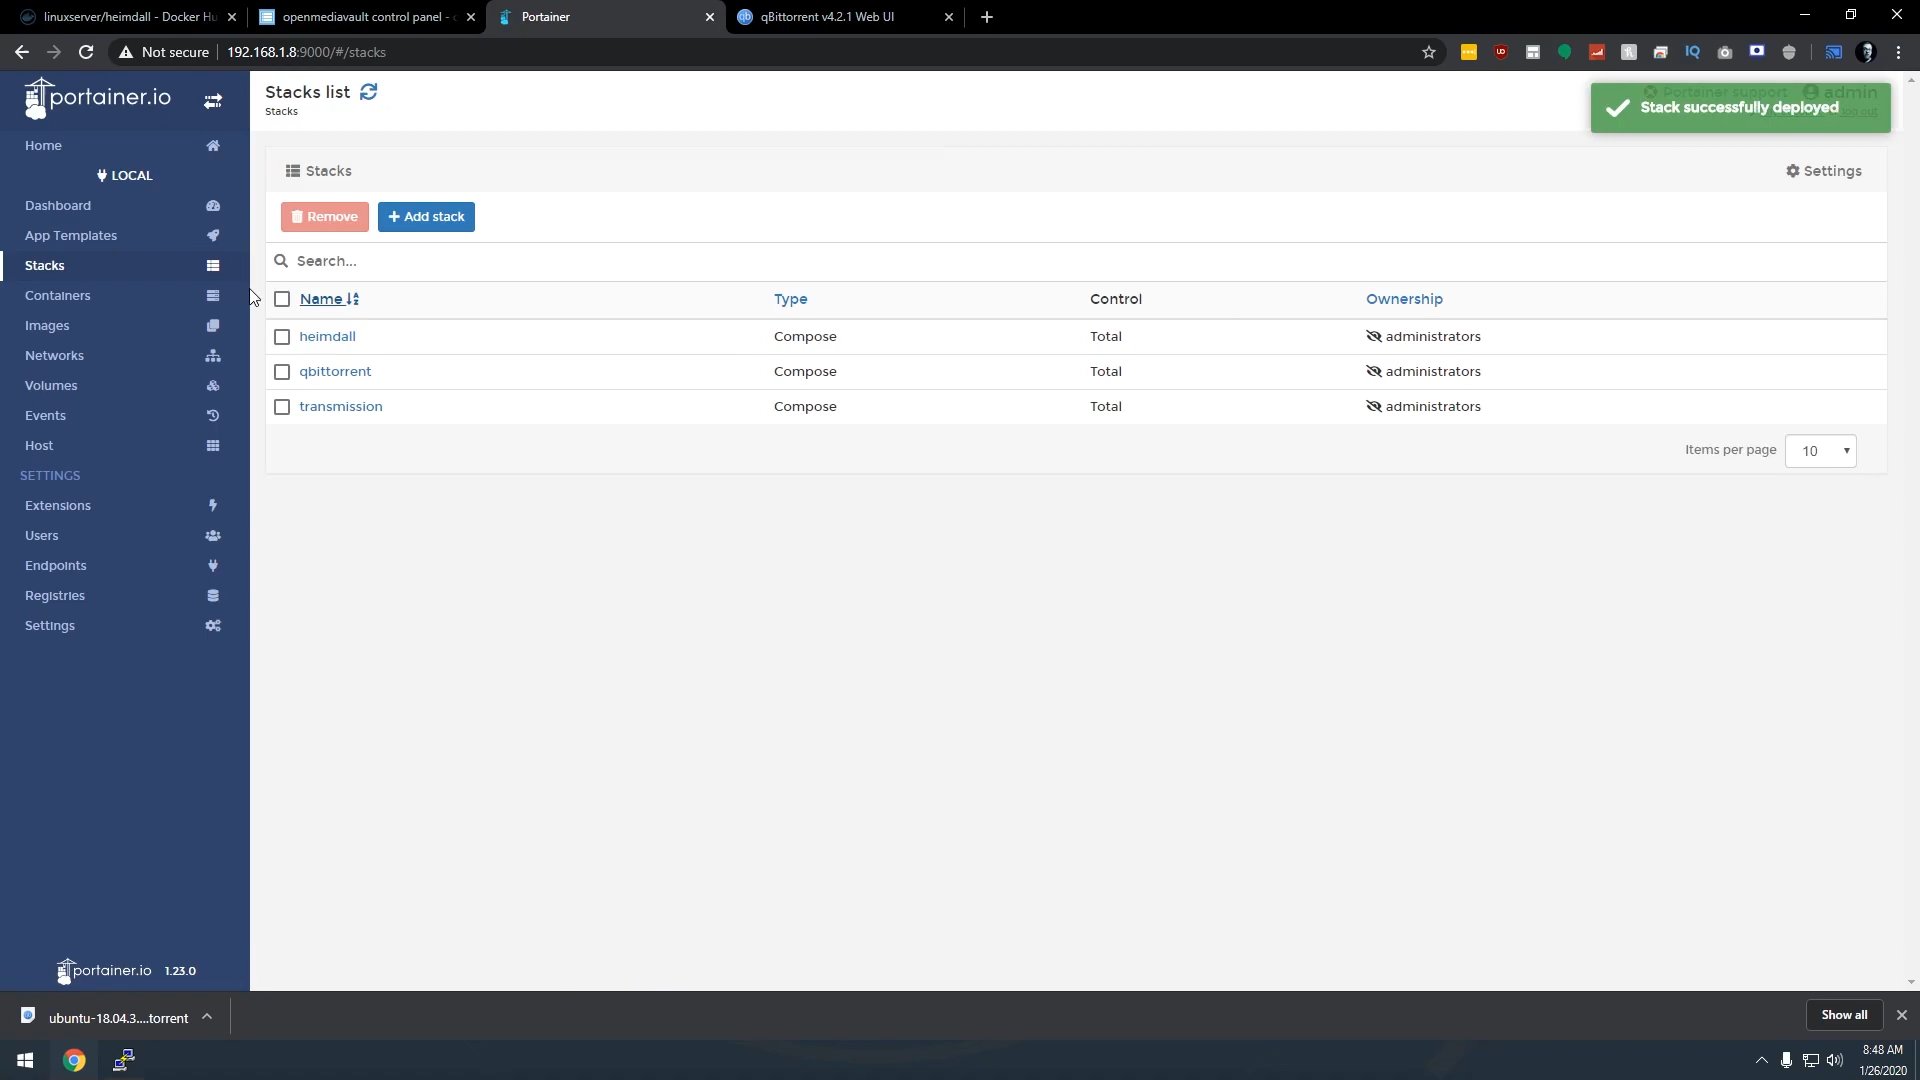 linuxserver/heimdall - Docker Hu
openmediavault control panel -
Portainer
qBittorrent v4.2.1 Web UI
Not secure
192.168.1.8:9000/#/stacks
portainer.io
Stacks list
Stacks
Portainer support
admin
Stack successfully deployed
log out
Home
LOCAL
Dashboard
App Templates
Stacks
Containers
Images
Networks
Volumes
Events
Host
SETTINGS
Extensions
Users
Endpoints
Registries
Settings
portainer.io 1.23.0
Stacks
Settings
Remove
Add stack
Search...
Name Type Control Ownership
heimdall Compose Total administrators
qbittorrent Compose Total administrators
transmission Compose Total administrators
Items per page 10
ubuntu-18.04.3....torrent
Show all
8:48 AM
1/26/2020